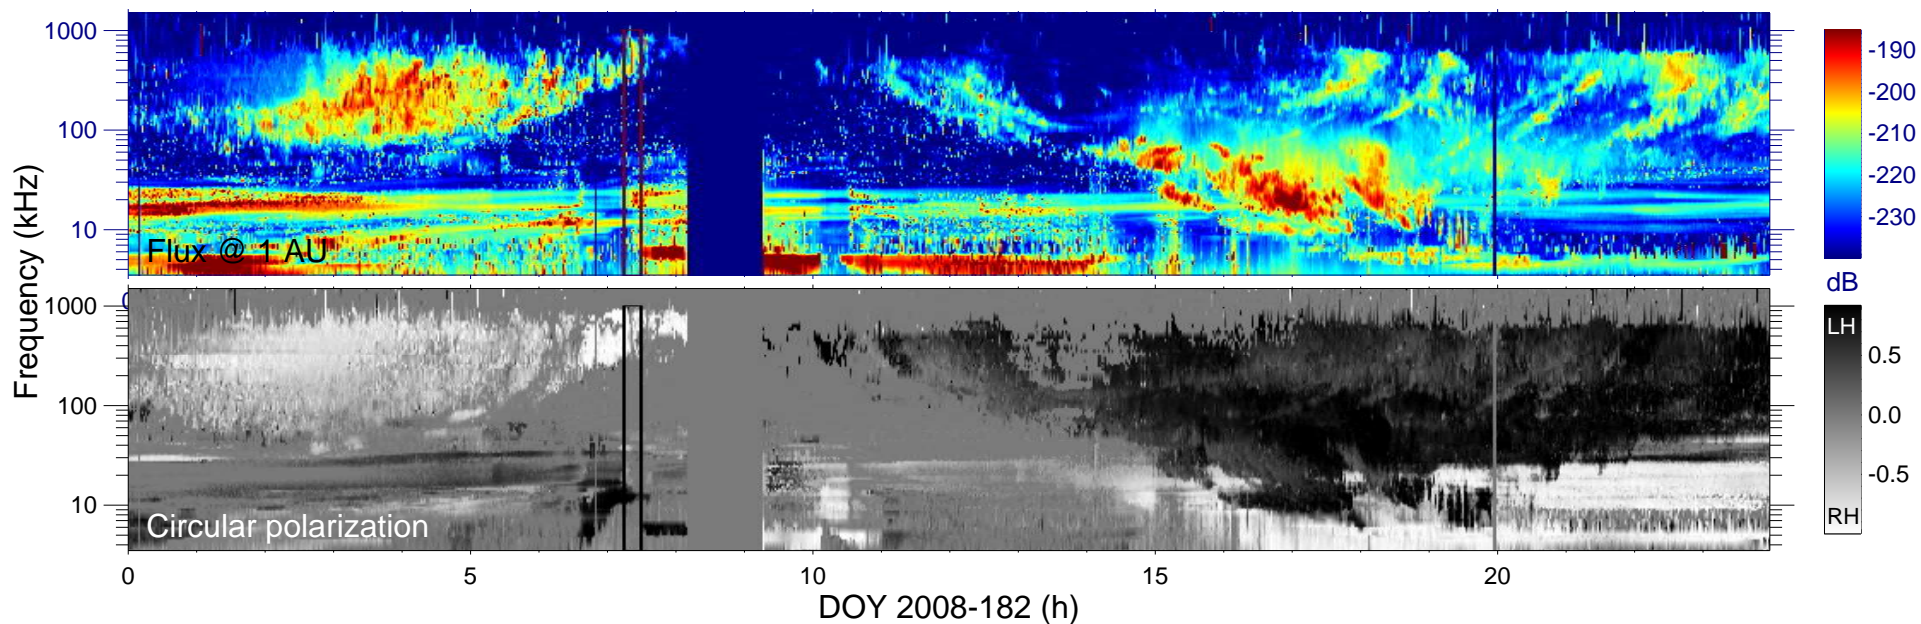 1000
100
10
Flux @ 1 AU
-190
-200
-210
-220
-230
dB
Frequency (kHz)
0
1000
100
10
Circular polarization
LH
0.5
0.0
-0.5
RH
0 5 10 15 20
DOY 2008-182 (h)